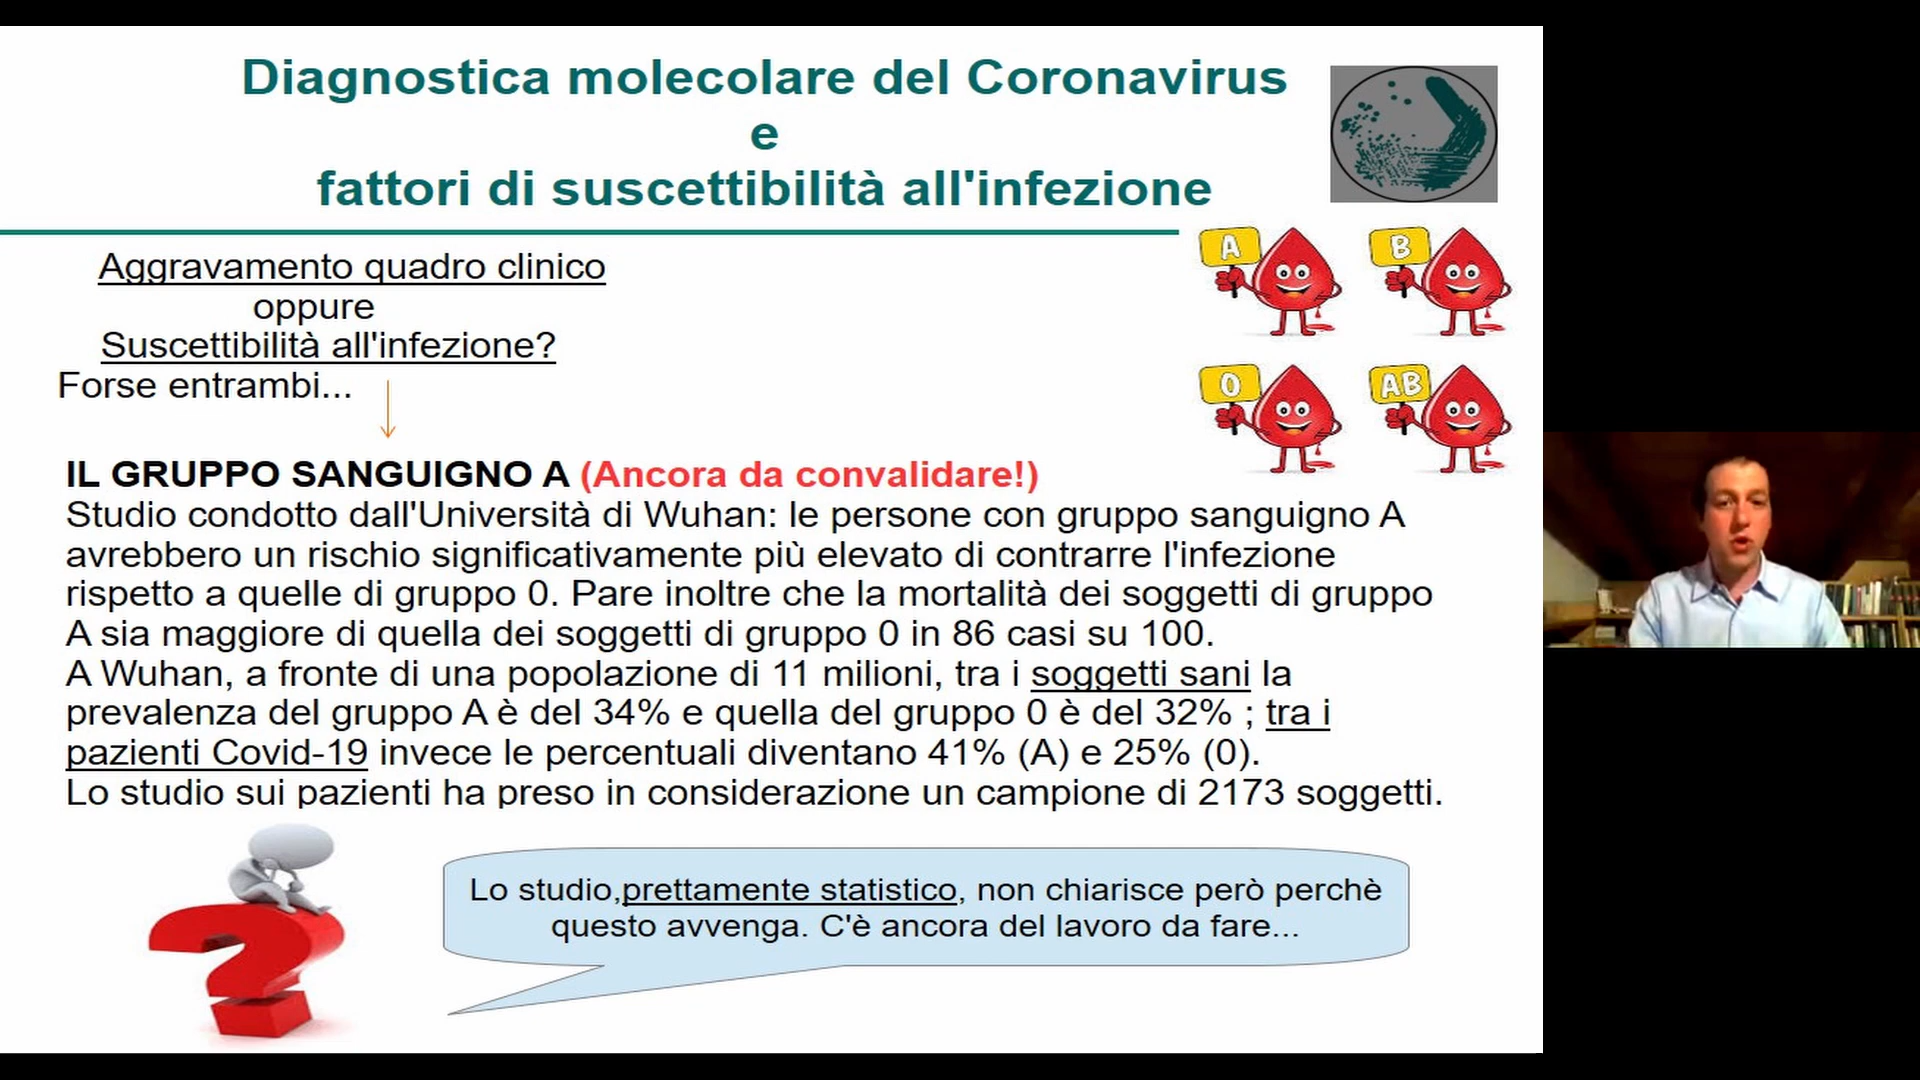 Diagnostica molecolare del Coronavirus
e
fattori di suscettibilità all'infezione
Aggravamento quadro clinico
oppure
Suscettibilità all'infezione?
Forse entrambi...
A
B
0
AB
IL GRUPPO SANGUIGNO A (Ancora da convalidare!)
Studio condotto dall'Università di Wuhan: le persone con gruppo sanguigno A
avrebbero un rischio significativamente più elevato di contrarre l'infezione
rispetto a quelle di gruppo 0. Pare inoltre che la mortalità dei soggetti di gruppo
A sia maggiore di quella dei soggetti di gruppo 0 in 86 casi su 100.
A Wuhan, a fronte di una popolazione di 11 milioni, tra i soggetti sani la
prevalenza del gruppo A è del 34% e quella del gruppo 0 è del 32% ; tra i
pazienti Covid-19 invece le percentuali diventano 41% (A) e 25% (0).
Lo studio sui pazienti ha preso in considerazione un campione di 2173 soggetti.
Lo studio,prettamente statistico, non chiarisce però perchè
questo avvenga. C'è ancora del lavoro da fare...